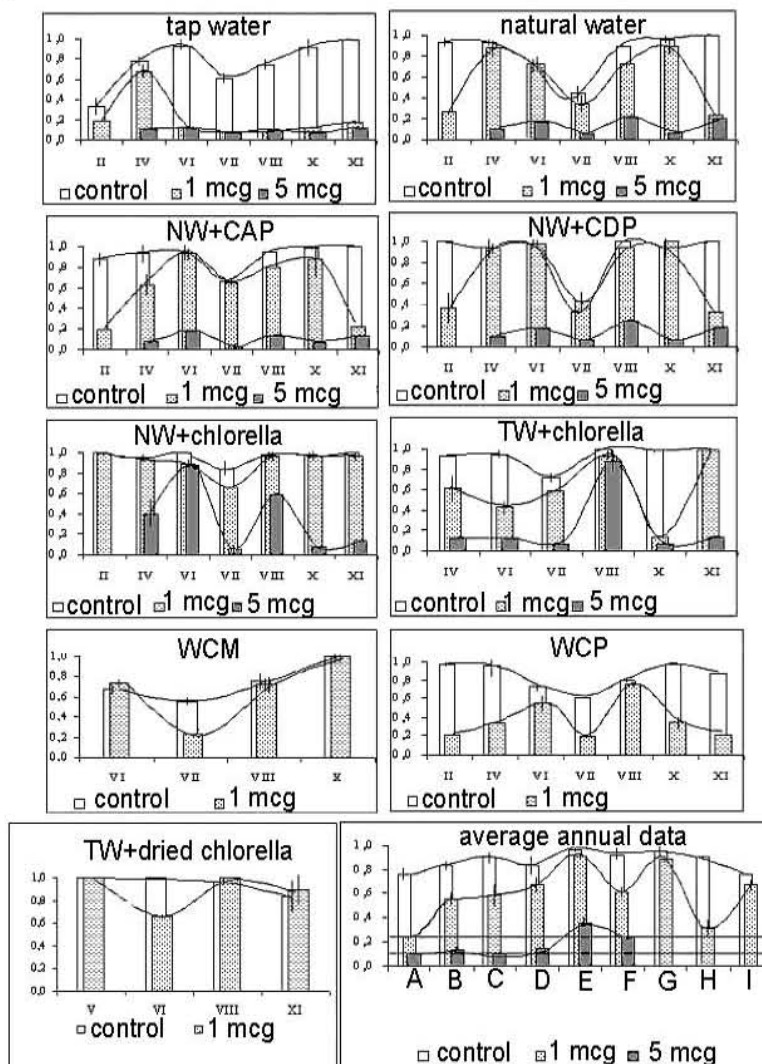 tap water
1,0
0,8
0,6
0,4
0,2
0,0
II IV VI VII VIII X XI
control 1 mcg 5 mcg
natural water
1,0
0,8
0,6
0,4
0,2
0,0
II IV VI VII VIII X XI
control 1 mcg 5 mcg
NW+CAP
1,0
0,8
0,6
0,4
0,2
0,0
II IV VI VII VIII X XI
control 1 mcg 5 mcg
NW+CDP
1,0
0,8
0,6
0,4
0,2
0,0
II IV VI VII VIII X XI
control 1 mcg 5 mcg
NW+chlorella
1,0
0,8
0,6
0,4
0,2
0,0
II IV VI VII VIII X XI
control 1 mcg 5 mcg
TW+chlorella
1,0
0,8
0,6
0,4
0,2
0,0
IV VI VII VIII X XI
control 1 mcg 5 mcg
WCM
1,0
0,8
0,6
0,4
0,2
0,0
VI VII VIII X
control 1 mcg
WCP
1,0
0,8
0,6
0,4
0,2
0,0
II IV VI VII VIII X XI
control 1 mcg
TW+dried chlorella
1,0
0,8
0,6
0,4
0,2
0,0
V VI VIII XI
control 1 mcg
average annual data
1,0
0,8
0,6
0,4
0,2
0,0
A B C D E F G H I
control 1 mcg 5 mcg